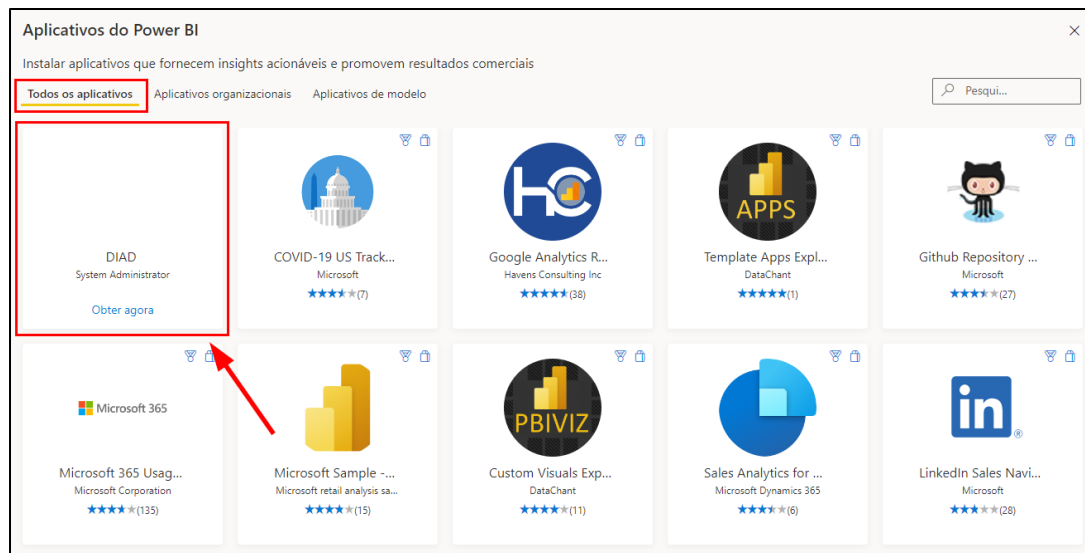 Aplicativos do Power BI
Instalar aplicativos que fornecem insights acionáveis e promovem resultados comerciais
Todos os aplicativos Aplicativos organizacionais Aplicativos de modelo Pesqui...
DIAD
System Administrator
Obter agora
COVID-19 US Track...
Microsoft
(7)
HC
Google Analytics R...
Havens Consulting Inc
(38)
APPS
Template Apps Expl...
DataChant
(1)
Github Repository ...
Microsoft
(27)
Microsoft 365
Microsoft 365 Usag...
Microsoft Corporation
(135)
Microsoft Sample -...
Microsoft retail analysis sa...
(15)
PBIVIZ
Custom Visuals Exp...
DataChant
(11)
Sales Analytics for ...
Microsoft Dynamics 365
(6)
in
LinkedIn Sales Navi...
Microsoft
(28)